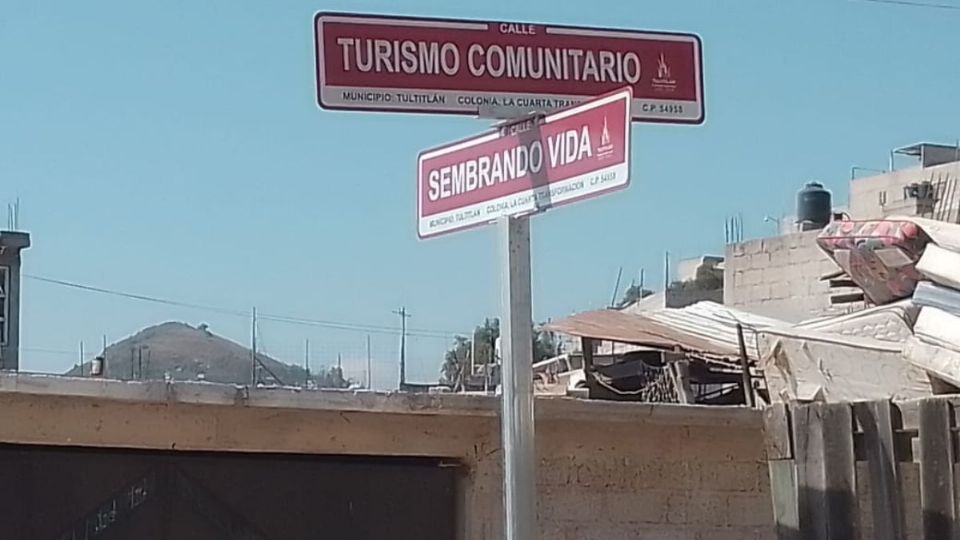 CALLE
TURISMO COMUNITARIO
TULTITLÁN
MUNICIPIO: TULTITLÁN COLONIA: LA CUARTA TRANS C.P. 54958
CALLE
SEMBRANDO VIDA
MUNICIPIO: TULTITLÁN COLONIA: LA CUARTA TRANSFORMACIÓN C.P. 54958